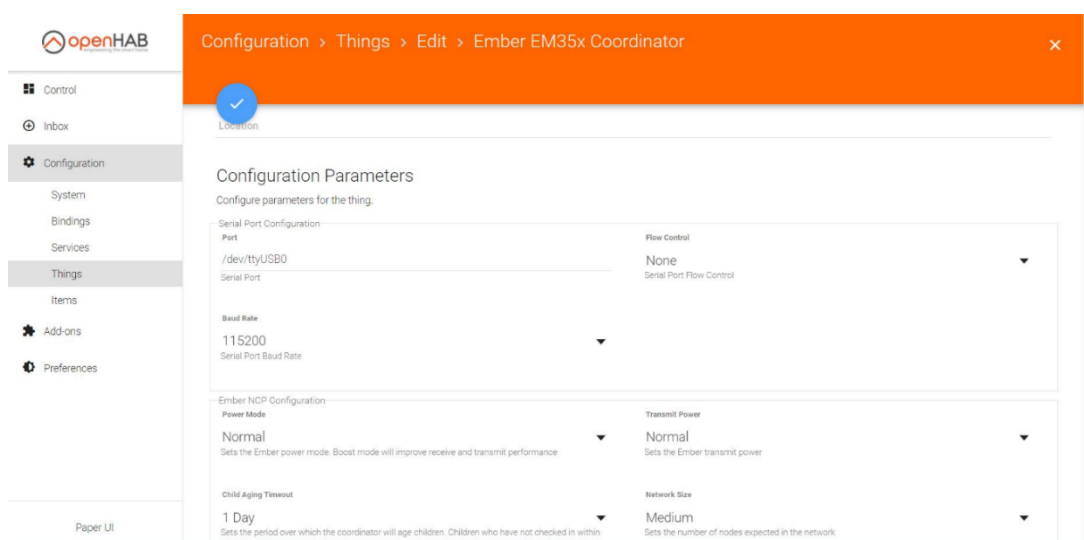 openHAB
empowering the smart home
Configuration > Things > Edit > Ember EM35x Coordinator
Control
Inbox
Configuration
System
Bindings
Services
Things
Items
Add-ons
Preferences
Paper UI
Location
Configuration Parameters
Configure parameters for the thing.
Serial Port Configuration
Port
/dev/ttyUSB0
Serial Port
Flow Control
None
Serial Port Flow Control
Baud Rate
115200
Serial Port Baud Rate
Ember NCP Configuration
Power Mode
Normal
Sets the Ember power mode. Boost mode will improve receive and transmit performance
Transmit Power
Normal
Sets the Ember transmit power
Child Aging Timeout
1 Day
Sets the period over which the coordinator will age children. Children who have not checked in within
Network Size
Medium
Sets the number of nodes expected in the network